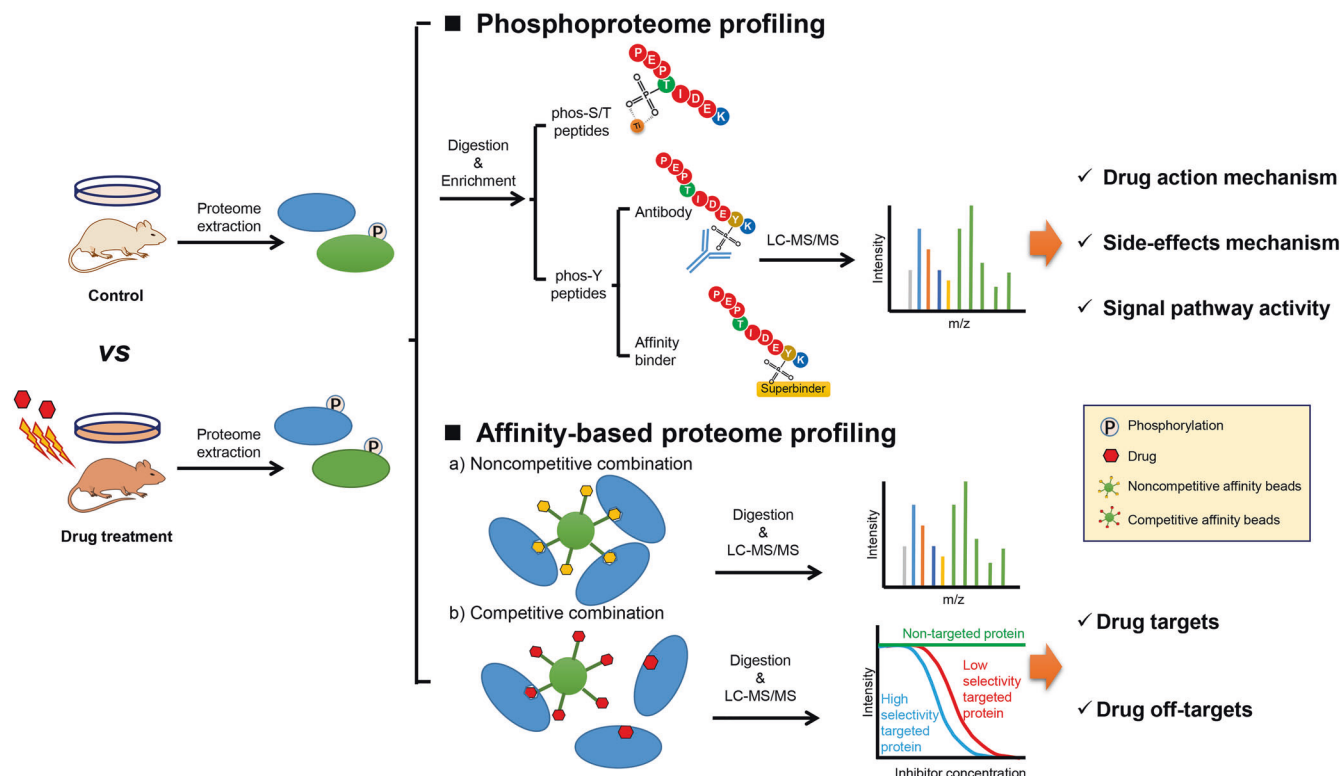 ■ Phosphoproteome profiling
P E P T I D E K
O O P O O
Ti
phos-S/T
peptides
Digestion
&
Enrichment
P E P T I D E Y K
O P O O
Antibody
phos-Y
peptides
LC-MS/MS
Intensity
m/z
P E P T I D E Y K
O P O O
Affinity
binder
Superbinder
✓ Drug action mechanism
✓ Side-effects mechanism
✓ Signal pathway activity
Proteome
extraction
P
Control
VS
Proteome
extraction
P
P
Drug treatment
■ Affinity-based proteome profiling
a) Noncompetitive combination
Digestion
&
LC-MS/MS
Intensity
m/z
b) Competitive combination
Digestion
&
LC-MS/MS
Intensity
Non-targeted protein
Low
selectivity
targeted
protein
High
selectivity
targeted
protein
Inhibitor concentration
✓ Drug targets
✓ Drug off-targets
P Phosphorylation
Drug
Noncompetitive affinity beads
Competitive affinity beads